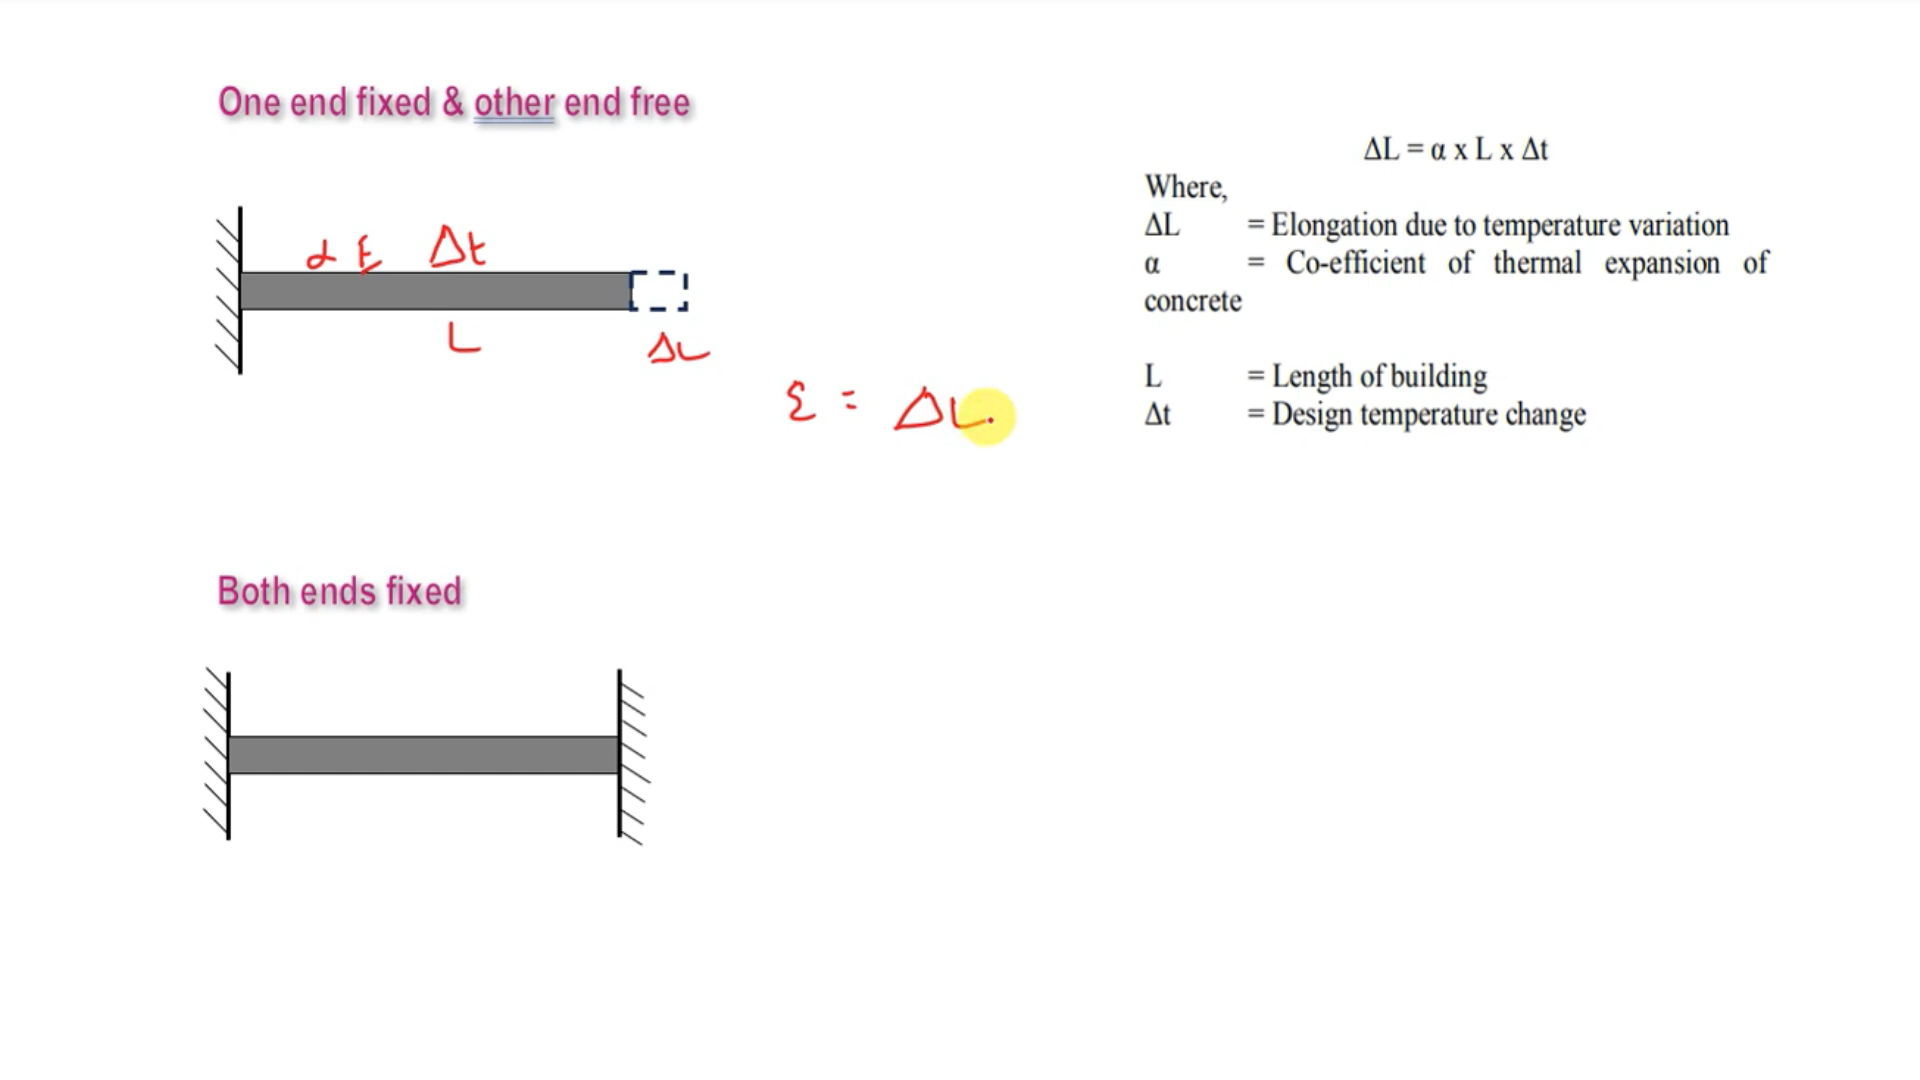 One end fixed & other end free
α E Δt
L
ΔL
ε = ΔL
ΔL = α x L x Δt
Where,
ΔL = Elongation due to temperature variation
α = Co-efficient of thermal expansion of
concrete
L = Length of building
Δt = Design temperature change
Both ends fixed